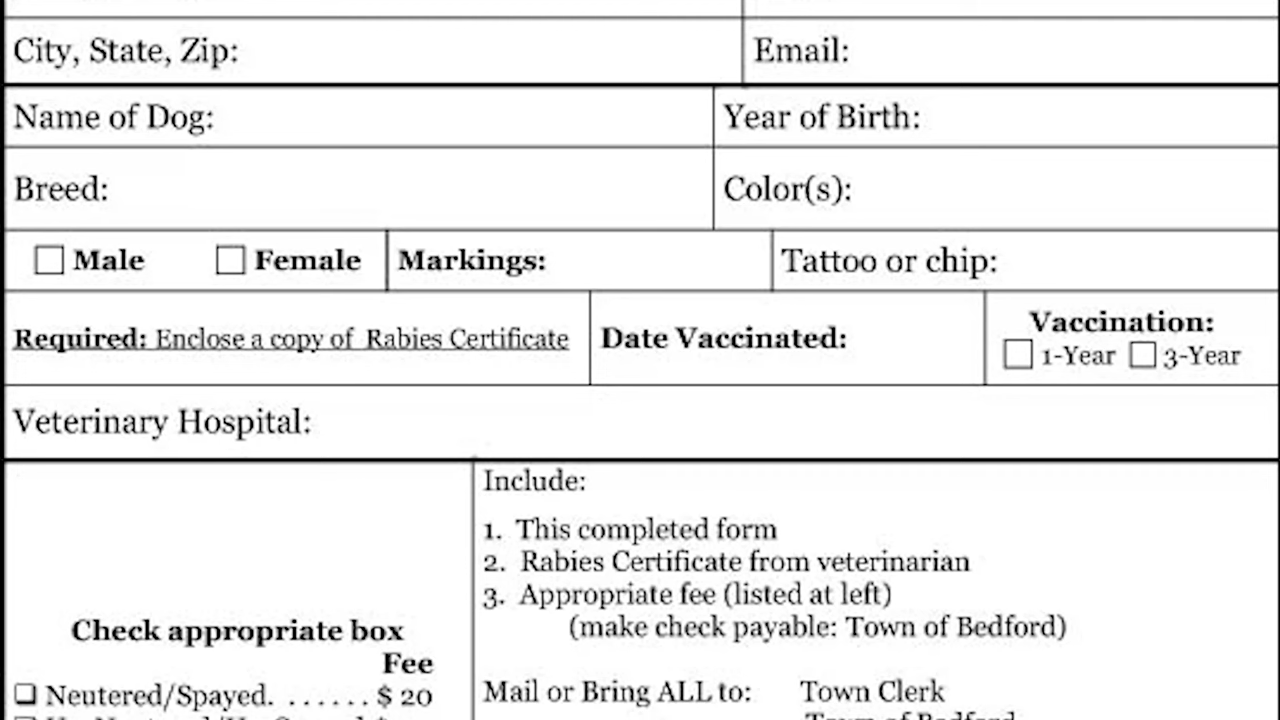 City, State, Zip: Email:
Name of Dog: Year of Birth:
Breed: Color(s):
Male Female Markings: Tattoo or chip:
Required: Enclose a copy of Rabies Certificate Date Vaccinated: Vaccination:
1-Year 3-Year
Veterinary Hospital:
Include:
1. This completed form
2. Rabies Certificate from veterinarian
3. Appropriate fee (listed at left)
(make check payable: Town of Bedford)
Check appropriate box
Fee
Neutered/Spayed. . . . . . . $ 20
Mail or Bring ALL to: Town Clerk
Town of Bedford